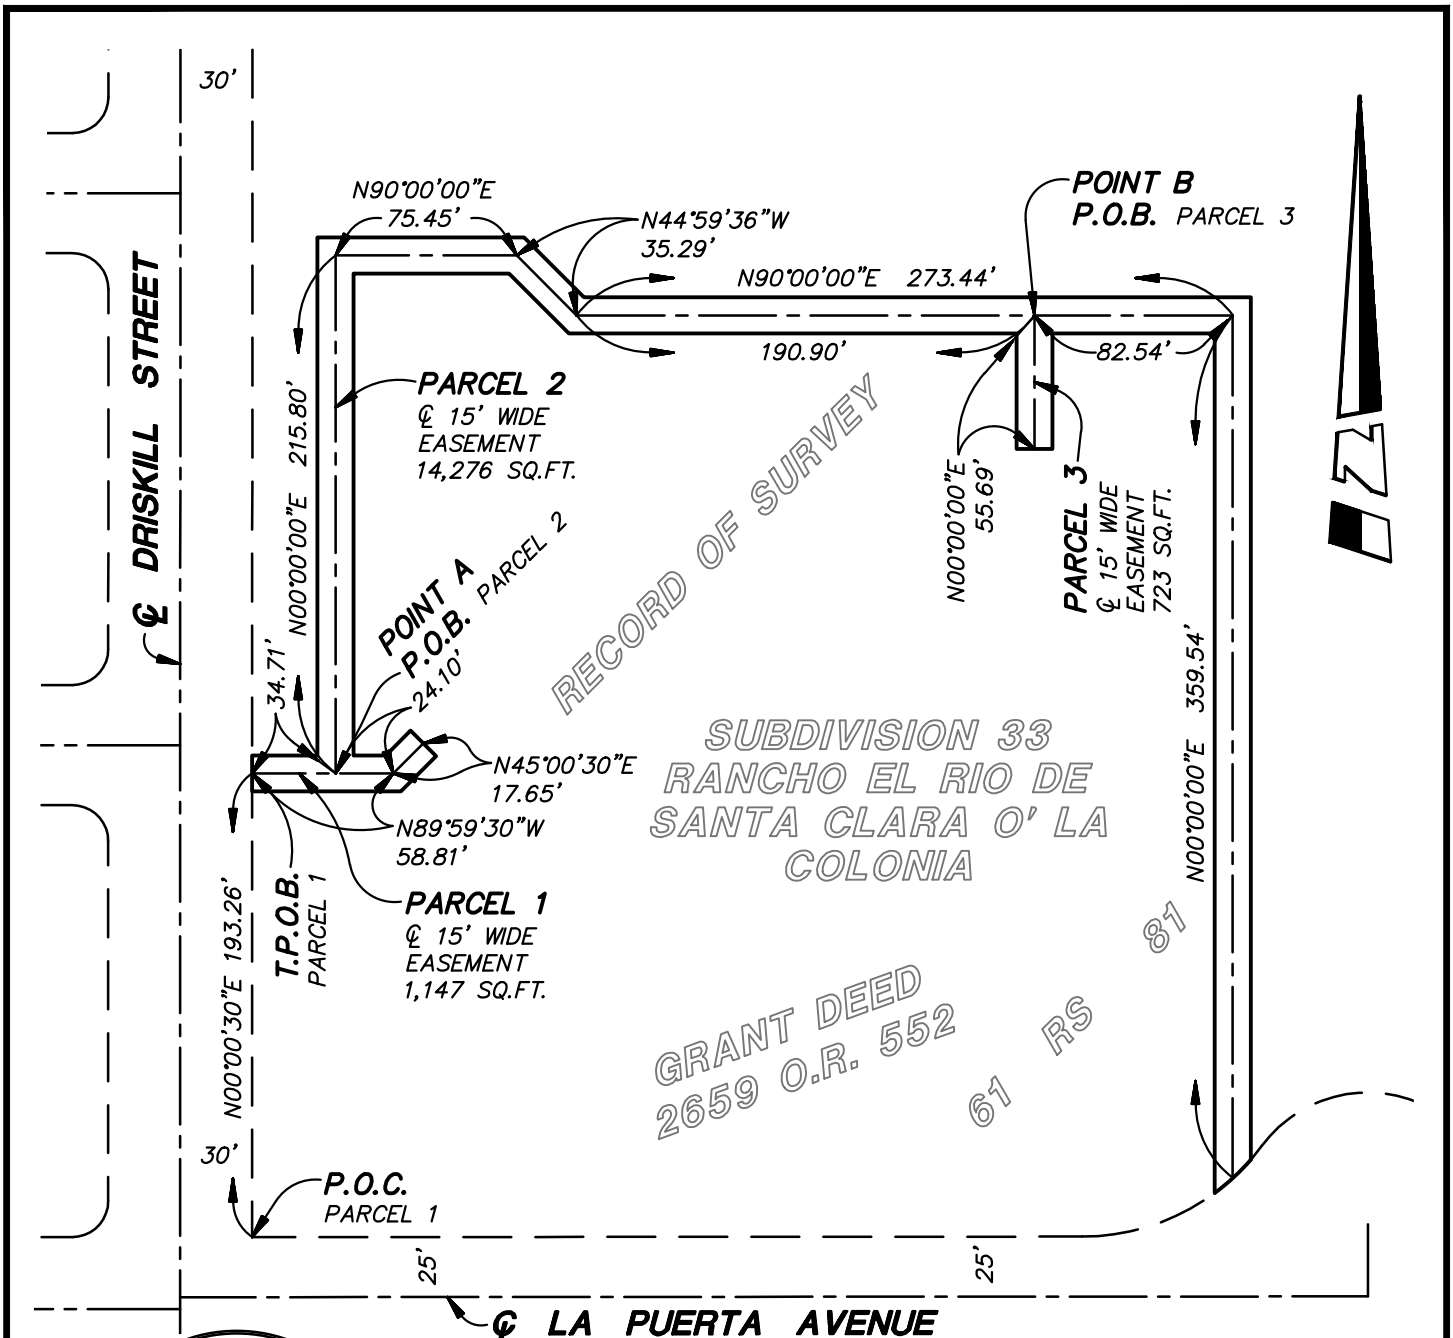 30'
N90°00'00"E
75.45'
N44°59'36"W
35.29'
POINT B
P.O.B. PARCEL 3
N90°00'00"E 273.44'
190.90'
82.54'
℄ DRISKILL STREET
PARCEL 2
℄ 15' WIDE
EASEMENT
14,276 SQ.FT.
N00°00'00"E 215.80'
RECORD OF SURVEY
N00°00'00"E
55.69'
PARCEL 3
℄ 15' WIDE
EASEMENT
723 SQ.FT.
N
POINT A
P.O.B. PARCEL 2
34.71'
24.10'
N00°00'00"E 359.54'
SUBDIVISION 33
RANCHO EL RIO DE
SANTA CLARA O' LA
COLONIA
N45°00'30"E
17.65'
N89°59'30"W
58.81'
T.P.O.B.
PARCEL 1
PARCEL 1
℄ 15' WIDE
EASEMENT
1,147 SQ.FT.
N00°00'30"E 193.26'
GRANT DEED
2659 O.R. 552
61 RS 81
30'
P.O.C.
PARCEL 1
25'
25'
℄ LA PUERTA AVENUE